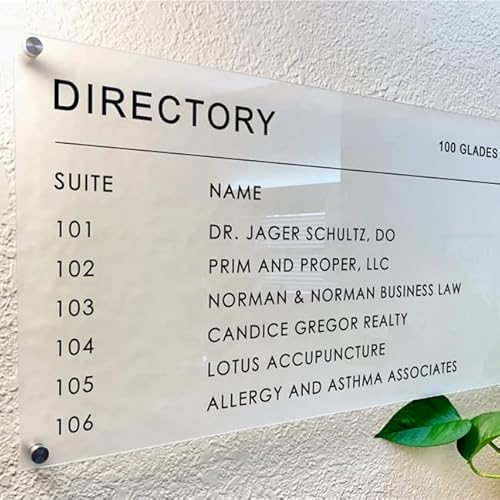 DIRECTORY
100 GLADES
SUITE NAME
101 DR. JAGER SCHULTZ, DO
102 PRIM AND PROPER, LLC
103 NORMAN & NORMAN BUSINESS LAW
104 CANDICE GREGOR REALTY
105 LOTUS ACCUPUNCTURE
106 ALLERGY AND ASTHMA ASSOCIATES